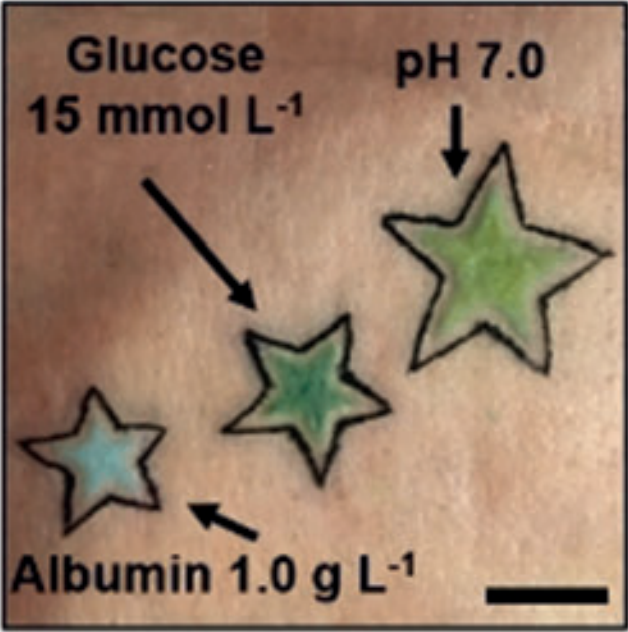 Glucose
15 mmol L⁻¹
pH 7.0
Albumin 1.0 g L⁻¹